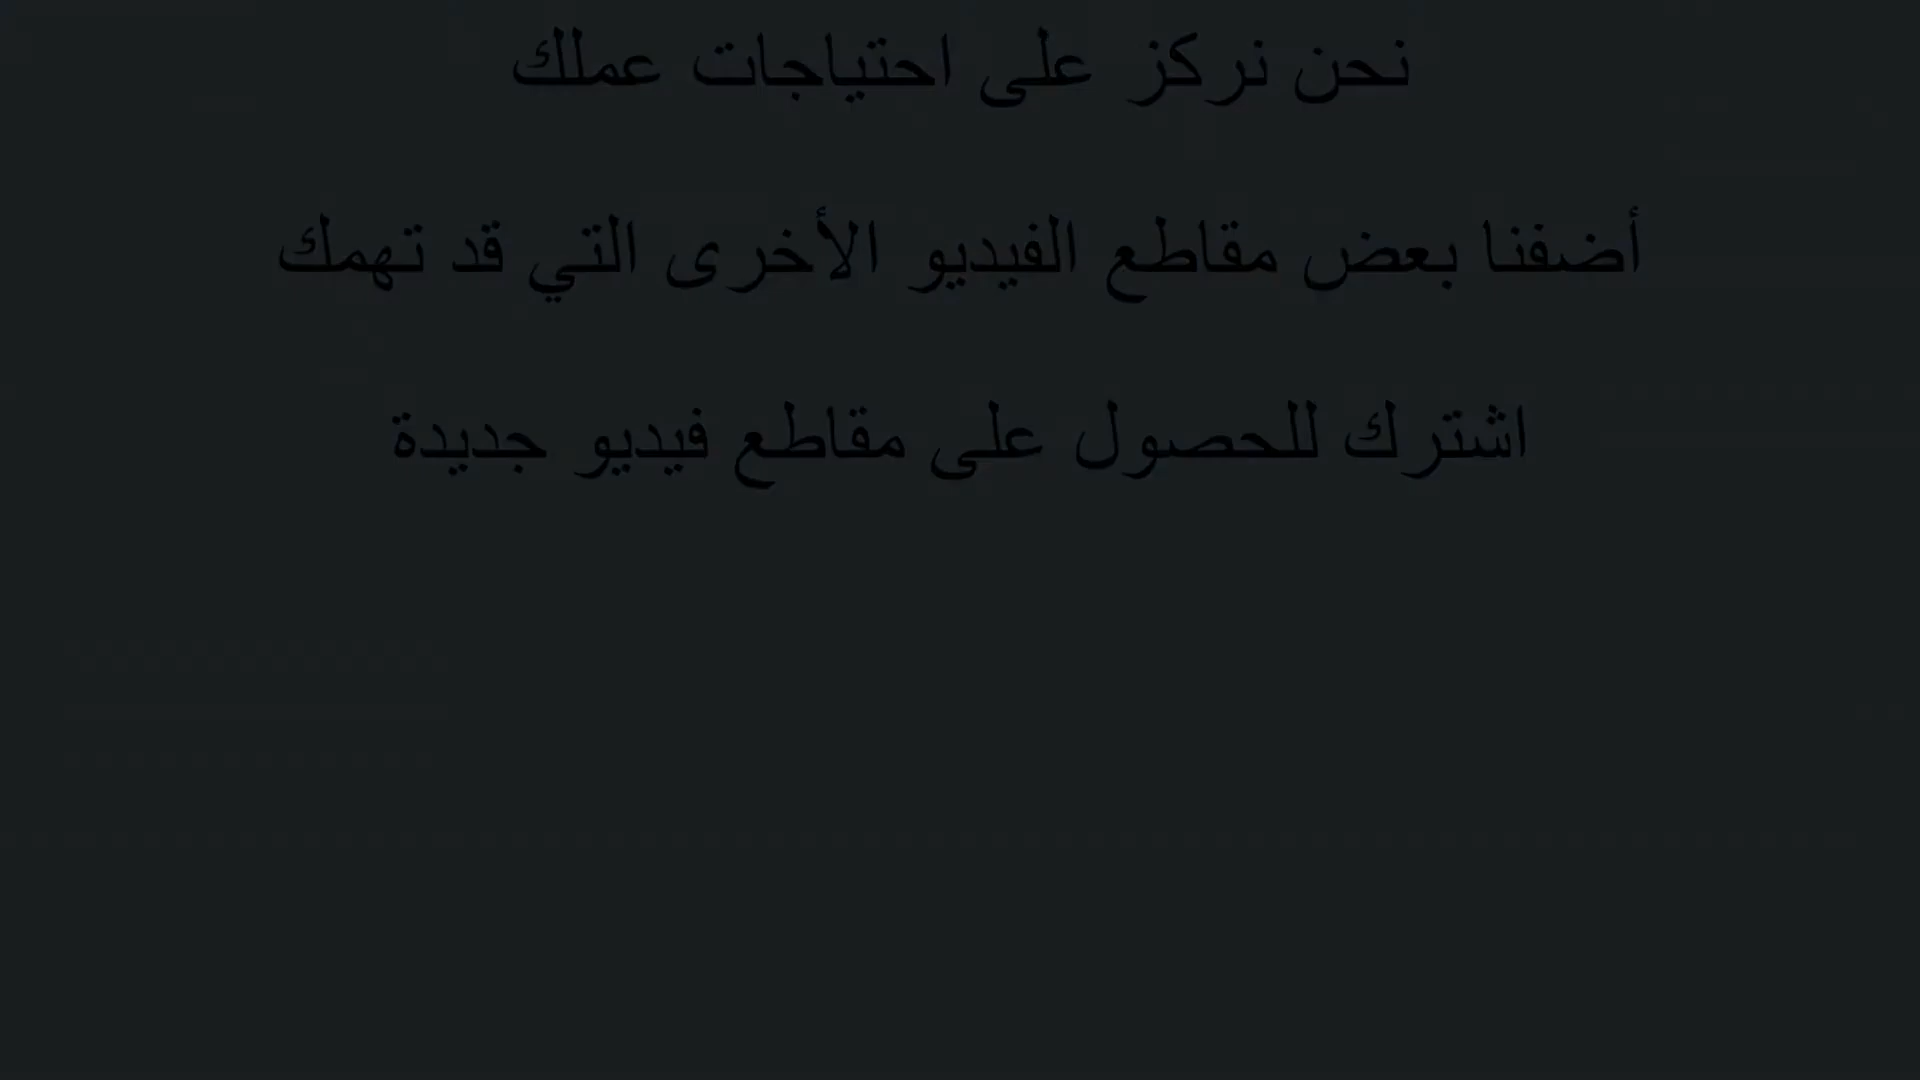 نحن نركز على احتياجات عملك
أضفنا بعض مقاطع الفيديو الأخرى التي قد تهمك
اشترك للحصول على مقاطع فيديو جديدة